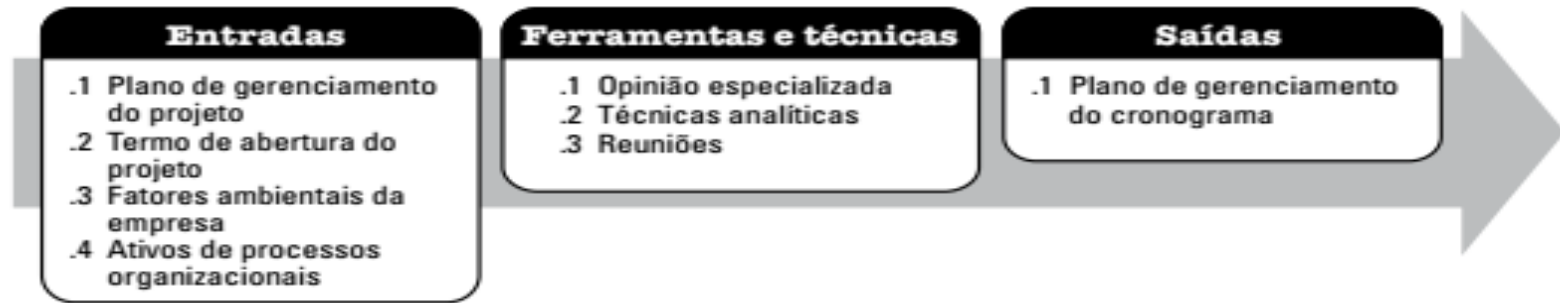 Entradas
.1 Plano de gerenciamento
do projeto
.2 Termo de abertura do
projeto
.3 Fatores ambientais da
empresa
.4 Ativos de processos
organizacionais
Ferramentas e técnicas
.1 Opinião especializada
.2 Técnicas analíticas
.3 Reuniões
Saídas
.1 Plano de gerenciamento
do cronograma